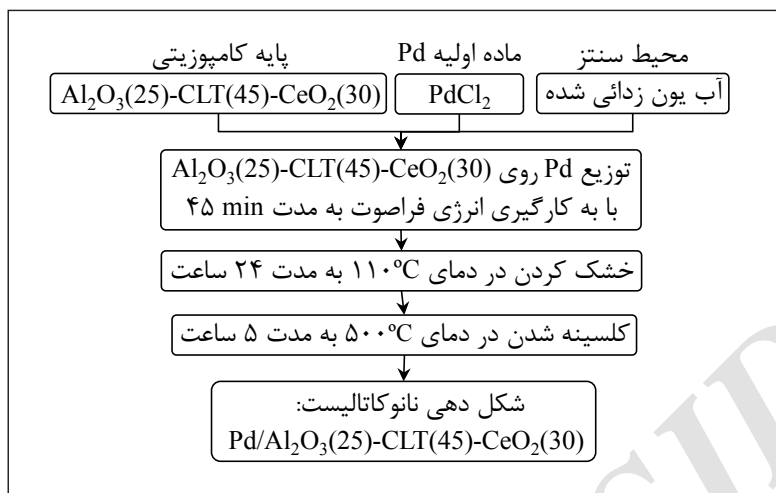 محیط سنتز
ماده اولیه Pd
پایه کامپوزیتی
آب یون زدائی شده
PdCl₂
Al₂O₃(25)-CLT(45)-CeO₂(30)
توزیع Pd روی Al₂O₃(25)-CLT(45)-CeO₂(30)
با به کارگیری انرژی فراصوت به مدت ۴۵ min
خشک کردن در دمای ۱۱۰ºC به مدت ۲۴ ساعت
کلسینه شدن در دمای ۵۰۰ºC به مدت ۵ ساعت
شکل دهی نانوکاتالیست:
Pd/Al₂O₃(25)-CLT(45)-CeO₂(30)